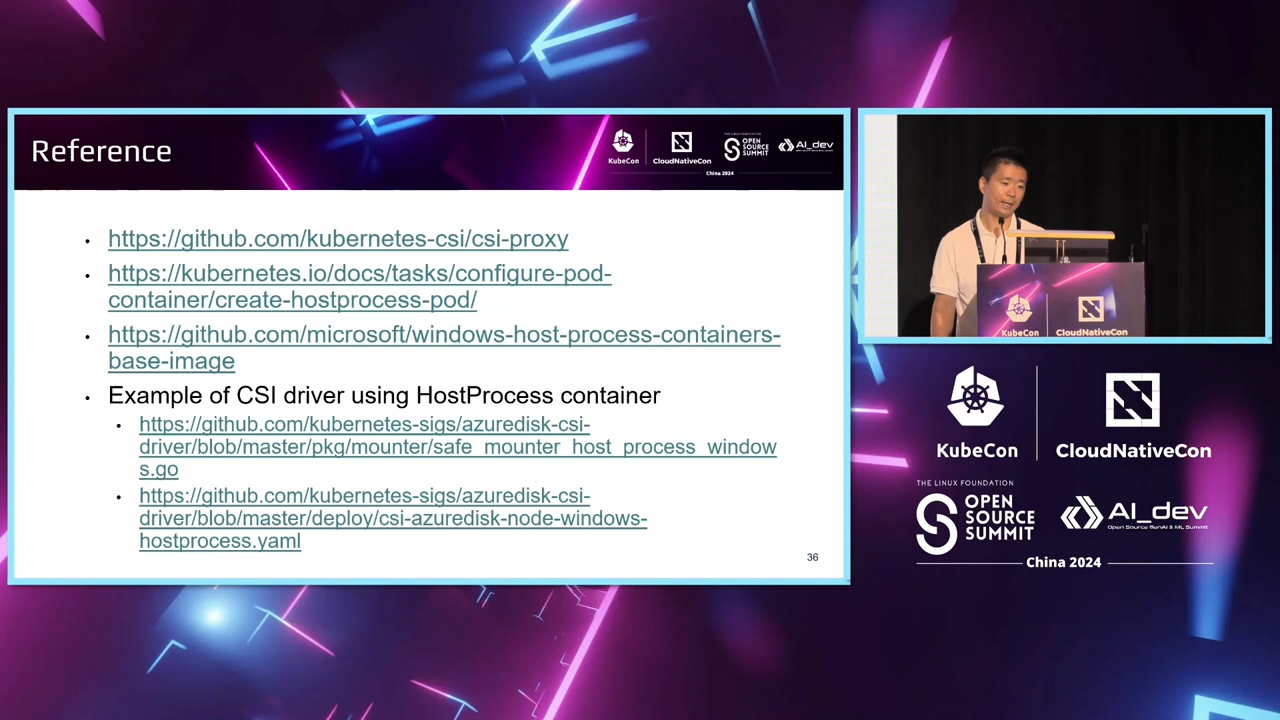 Reference
KubeCon
CloudNativeCon
THE LINUX FOUNDATION
OPEN
SOURCE
SUMMIT
AI_dev
China 2024
https://github.com/kubernetes-csi/csi-proxy
https://kubernetes.io/docs/tasks/configure-pod-
container/create-hostprocess-pod/
https://github.com/microsoft/windows-host-process-containers-
base-image
Example of CSI driver using HostProcess container
https://github.com/kubernetes-sigs/azuredisk-csi-
driver/blob/master/pkg/mounter/safe_mounter_host_process_window
s.go
https://github.com/kubernetes-sigs/azuredisk-csi-
driver/blob/master/deploy/csi-azuredisk-node-windows-
hostprocess.yaml
36
KubeCon
CloudNativeCon
KubeCon
CloudNativeCon
THE LINUX FOUNDATION
OPEN
SOURCE
SUMMIT
AI_dev
Open Source GenAI & ML Summit
China 2024